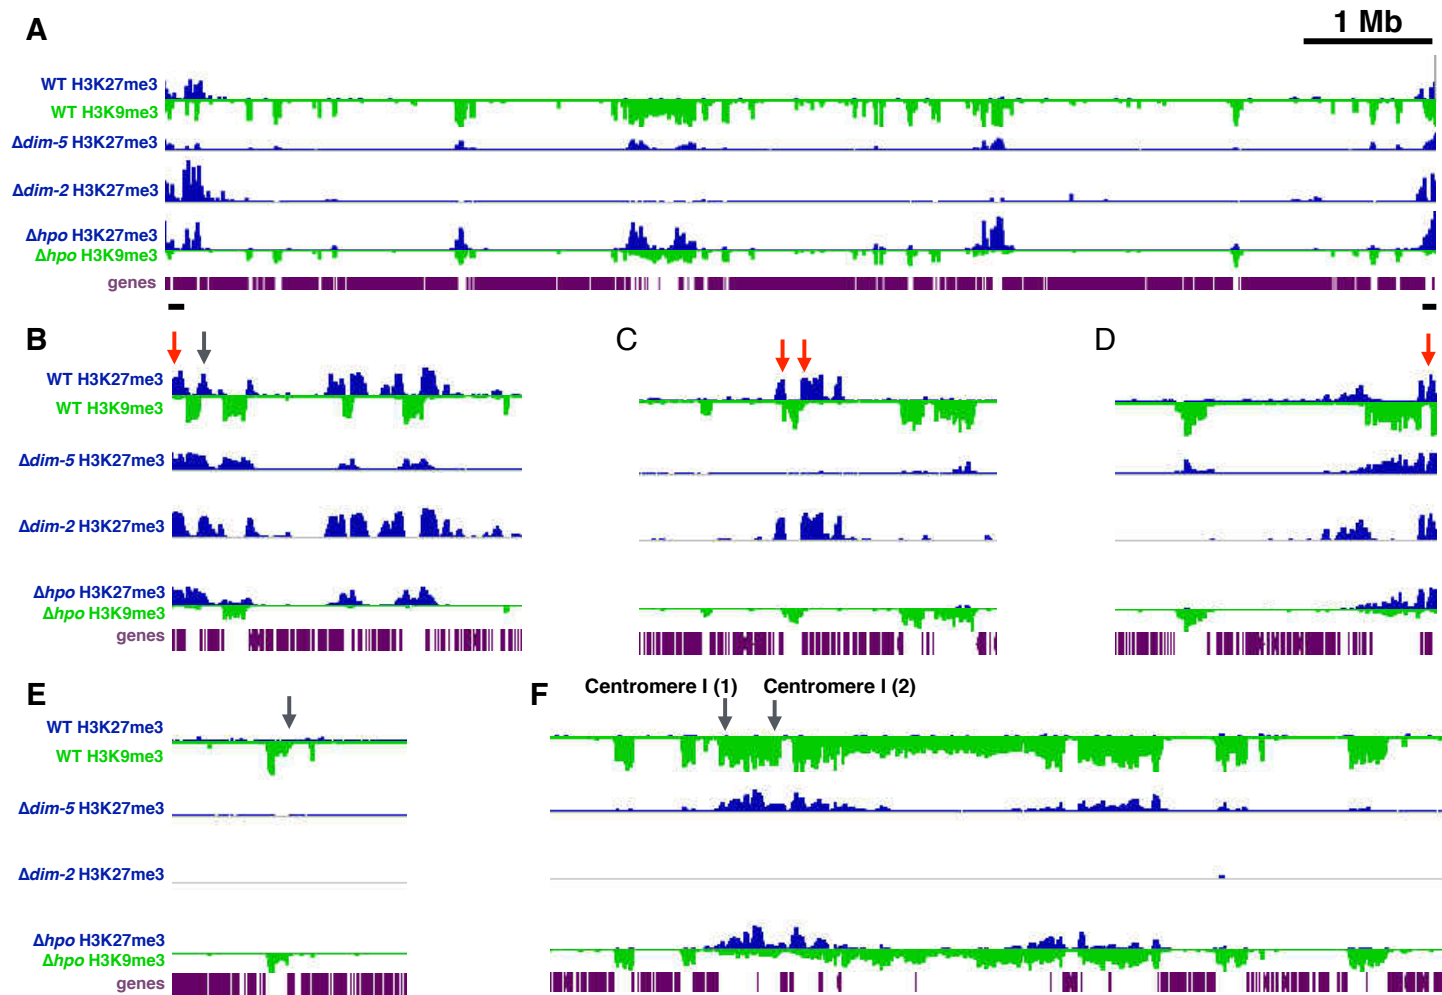 A
1 Mb
WT H3K27me3
WT H3K9me3
Δdim-5 H3K27me3
Δdim-2 H3K27me3
Δhpo H3K27me3
Δhpo H3K9me3
genes
B
C
D
WT H3K27me3
WT H3K9me3
Δdim-5 H3K27me3
Δdim-2 H3K27me3
Δhpo H3K27me3
Δhpo H3K9me3
genes
E
F
Centromere I (1)
Centromere I (2)
WT H3K27me3
WT H3K9me3
Δdim-5 H3K27me3
Δdim-2 H3K27me3
Δhpo H3K27me3
Δhpo H3K9me3
genes